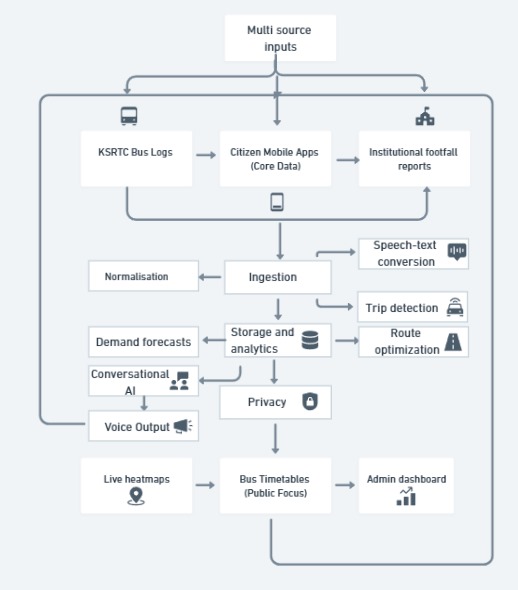 Multi source
inputs
KSRTC Bus Logs
Citizen Mobile Apps
(Core Data)
Institutional footfall
reports
Speech-text
conversion
Normalisation
Ingestion
Trip detection
Demand forecasts
Storage and
analytics
Route
optimization
Conversational
AI
Privacy
Voice Output
Live heatmaps
Bus Timetables
(Public Focus)
Admin dashboard